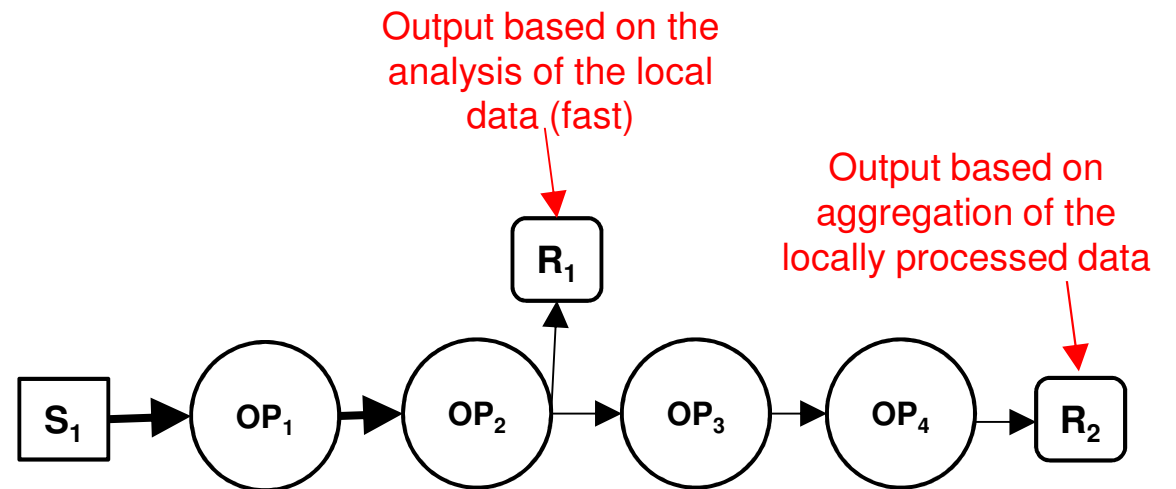 Output based on the
analysis of the local
data (fast)
Output based on
aggregation of the
locally processed data
R₁
S₁ OP₁ OP₂ OP₃ OP₄ R₂